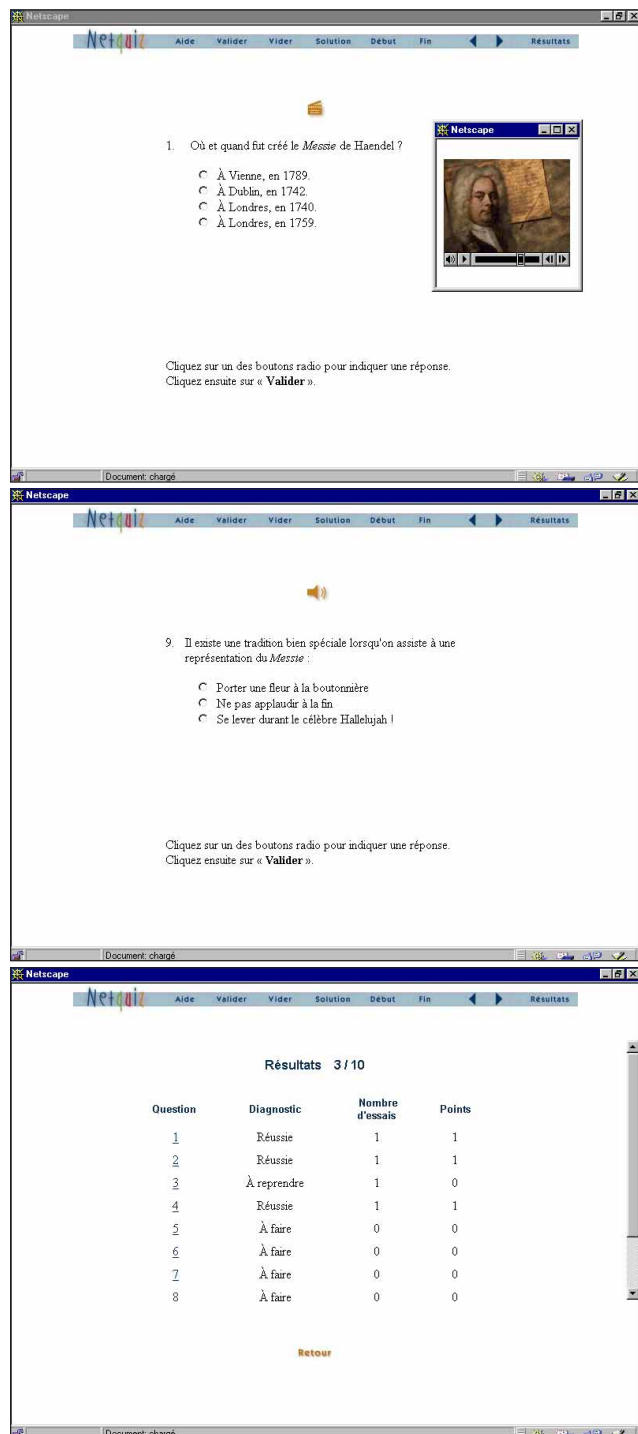 Netscape
Netquiz Aide Valider Vider Solution Début Fin Résultats
1. Où et quand fut créé le Messie de Haendel ?
À Vienne, en 1789.
À Dublin, en 1742.
À Londres, en 1740.
À Londres, en 1759.
Netscape
Cliquez sur un des boutons radio pour indiquer une réponse.
Cliquez ensuite sur « Valider ».
Document: chargé
Netscape
Netquiz Aide Valider Vider Solution Début Fin Résultats
9. Il existe une tradition bien spéciale lorsqu'on assiste à une
représentation du Messie :
Porter une fleur à la boutonnière
Ne pas applaudir à la fin
Se lever durant le célèbre Hallelujah !
Cliquez sur un des boutons radio pour indiquer une réponse.
Cliquez ensuite sur « Valider ».
Document: chargé
Netscape
Netquiz Aide Valider Vider Solution Début Fin Résultats
Résultats 3 / 10
Question Diagnostic Nombre d'essais Points
1 Réussie 1 1
2 Réussie 1 1
3 À reprendre 1 0
4 Réussie 1 1
5 À faire 0 0
6 À faire 0 0
7 À faire 0 0
8 À faire 0 0
Retour
Document: chargé